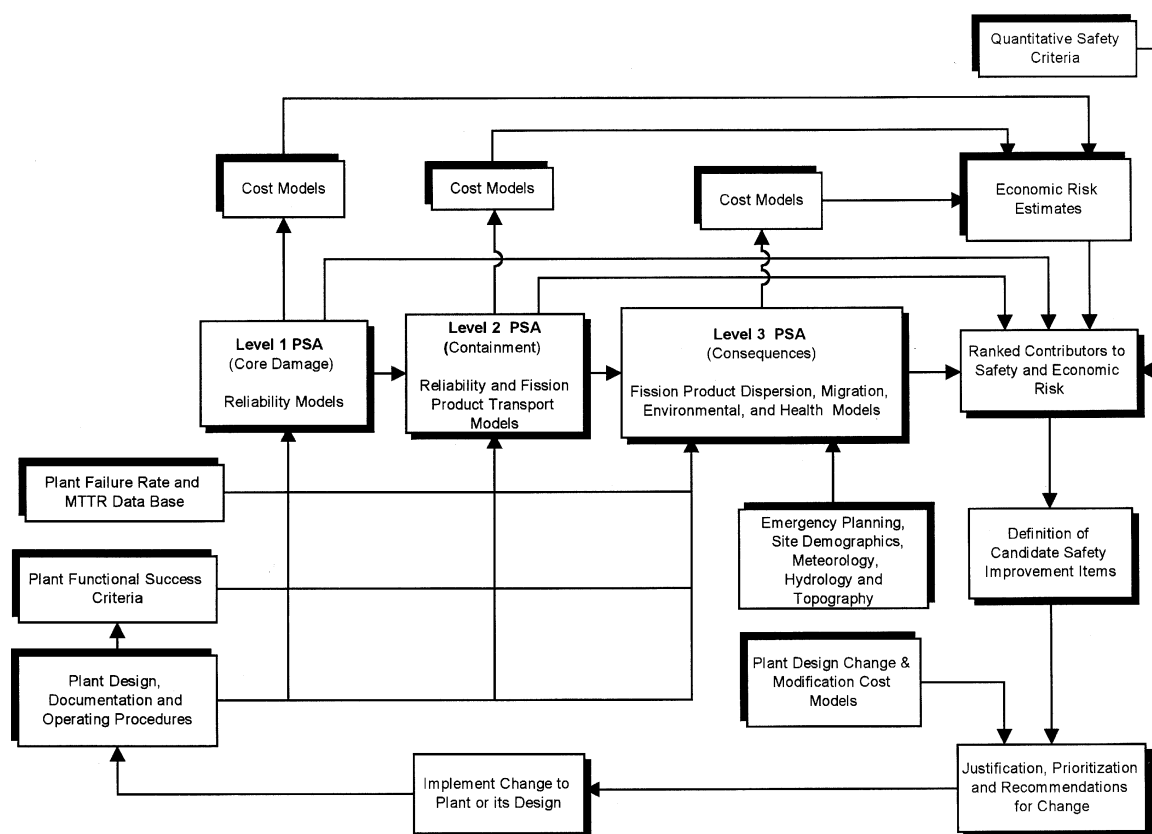 Quantitative Safety
Criteria
Cost Models
Cost Models
Cost Models
Economic Risk
Estimates
Level 1 PSA
(Core Damage)
Reliability Models
Level 2 PSA
(Containment)
Reliability and Fission
Product Transport
Models
Level 3 PSA
(Consequences)
Fission Product Dispersion, Migration,
Environmental, and Health Models
Ranked Contributors to
Safety and Economic
Risk
Plant Failure Rate and
MTTR Data Base
Emergency Planning,
Site Demographics,
Meteorology,
Hydrology and
Topography
Definition of
Candidate Safety
Improvement Items
Plant Functional Success
Criteria
Plant Design,
Documentation and
Operating Procedures
Plant Design Change &
Modification Cost
Models
Implement Change to
Plant or its Design
Justification, Prioritization
and Recommendations
for Change